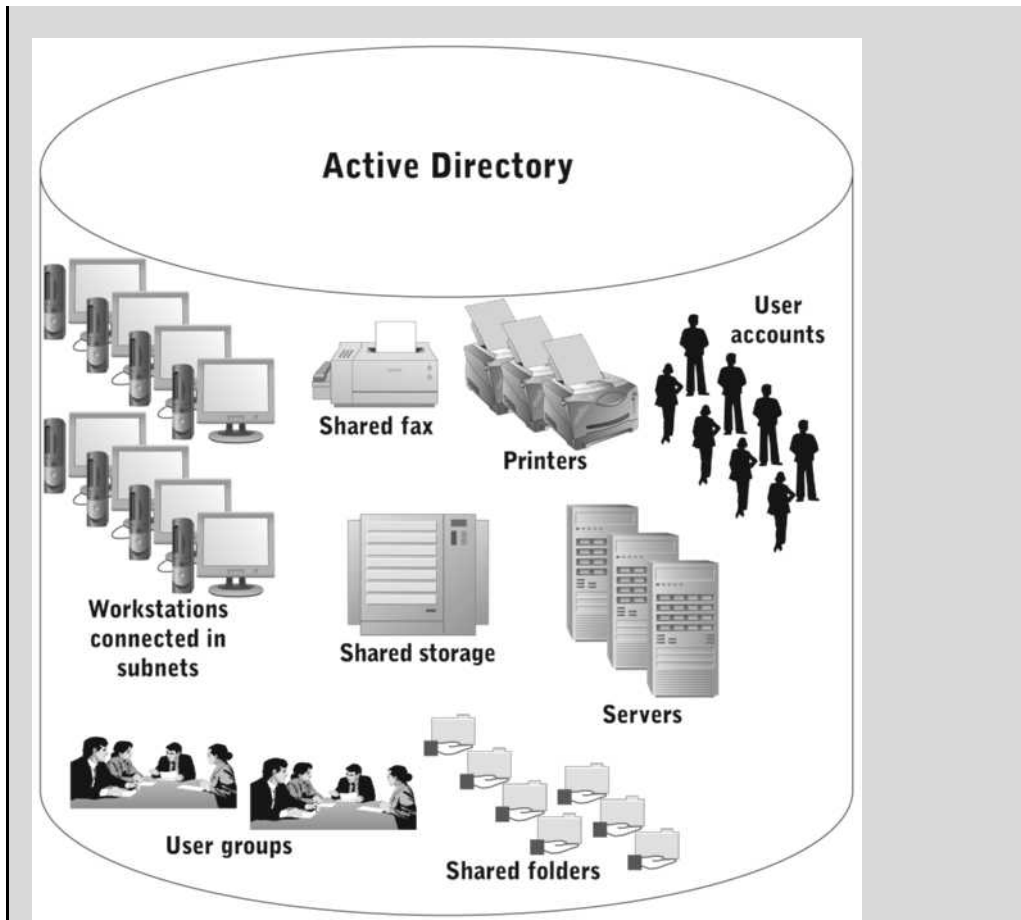 Active Directory
User
accounts
Shared fax
Printers
Workstations
connected in
subnets
Shared storage
Servers
User groups
Shared folders